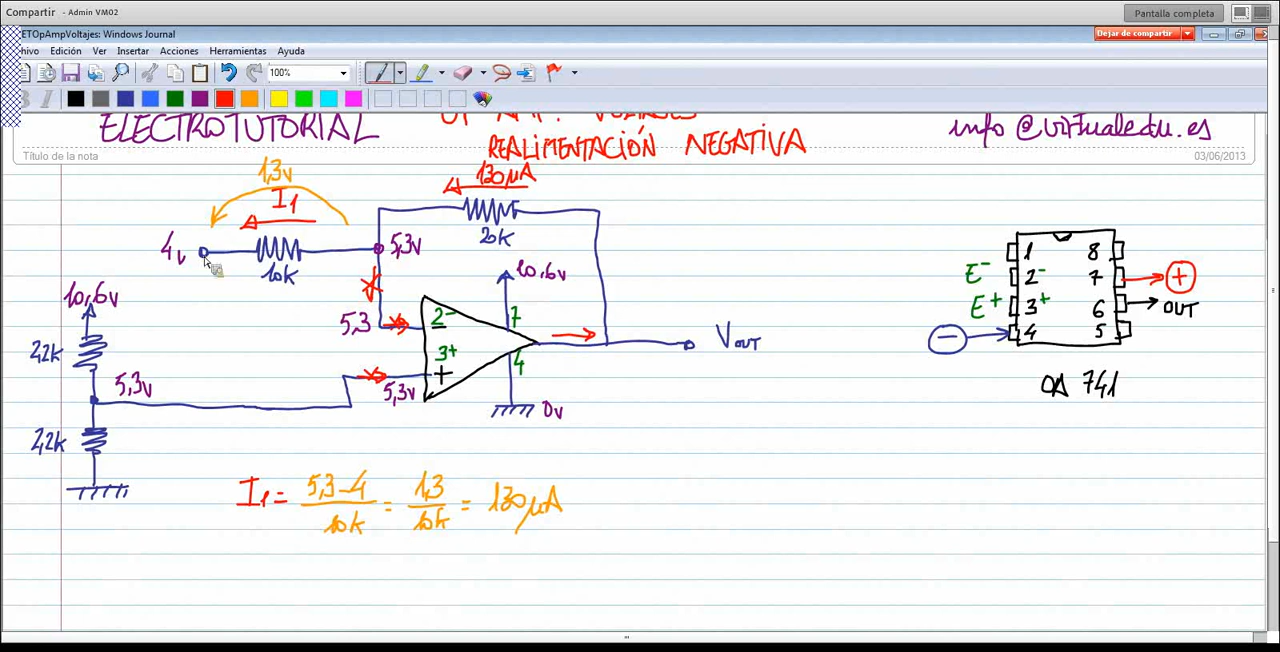 Compartir - Admin VM02
Pantalla completa
ETOpAmpVoltajes: Windows Journal
Dejar de compartir
hivo Edición Ver Insertar Acciones Herramientas Ayuda
100%
ELECTROTUTORIAL
OP AMP. VOLTAJES
REALIMENTACIÓN NEGATIVA
info @virtualedu.es
Título de la nota
03/06/2013
1,3v
130µA
I1
4v
10k
5,3v
20k
10,6v
10,6v
5,3
2-
7
22k
3+
4
VOUT
5,3v
5,3v
+
0v
22k
1 8
E- 2- 7 +
E+ 3+ 6 OUT
- 4 5
OA 741
I1 = 5,3-4 / 10k = 1,3 / 10k = 130µA